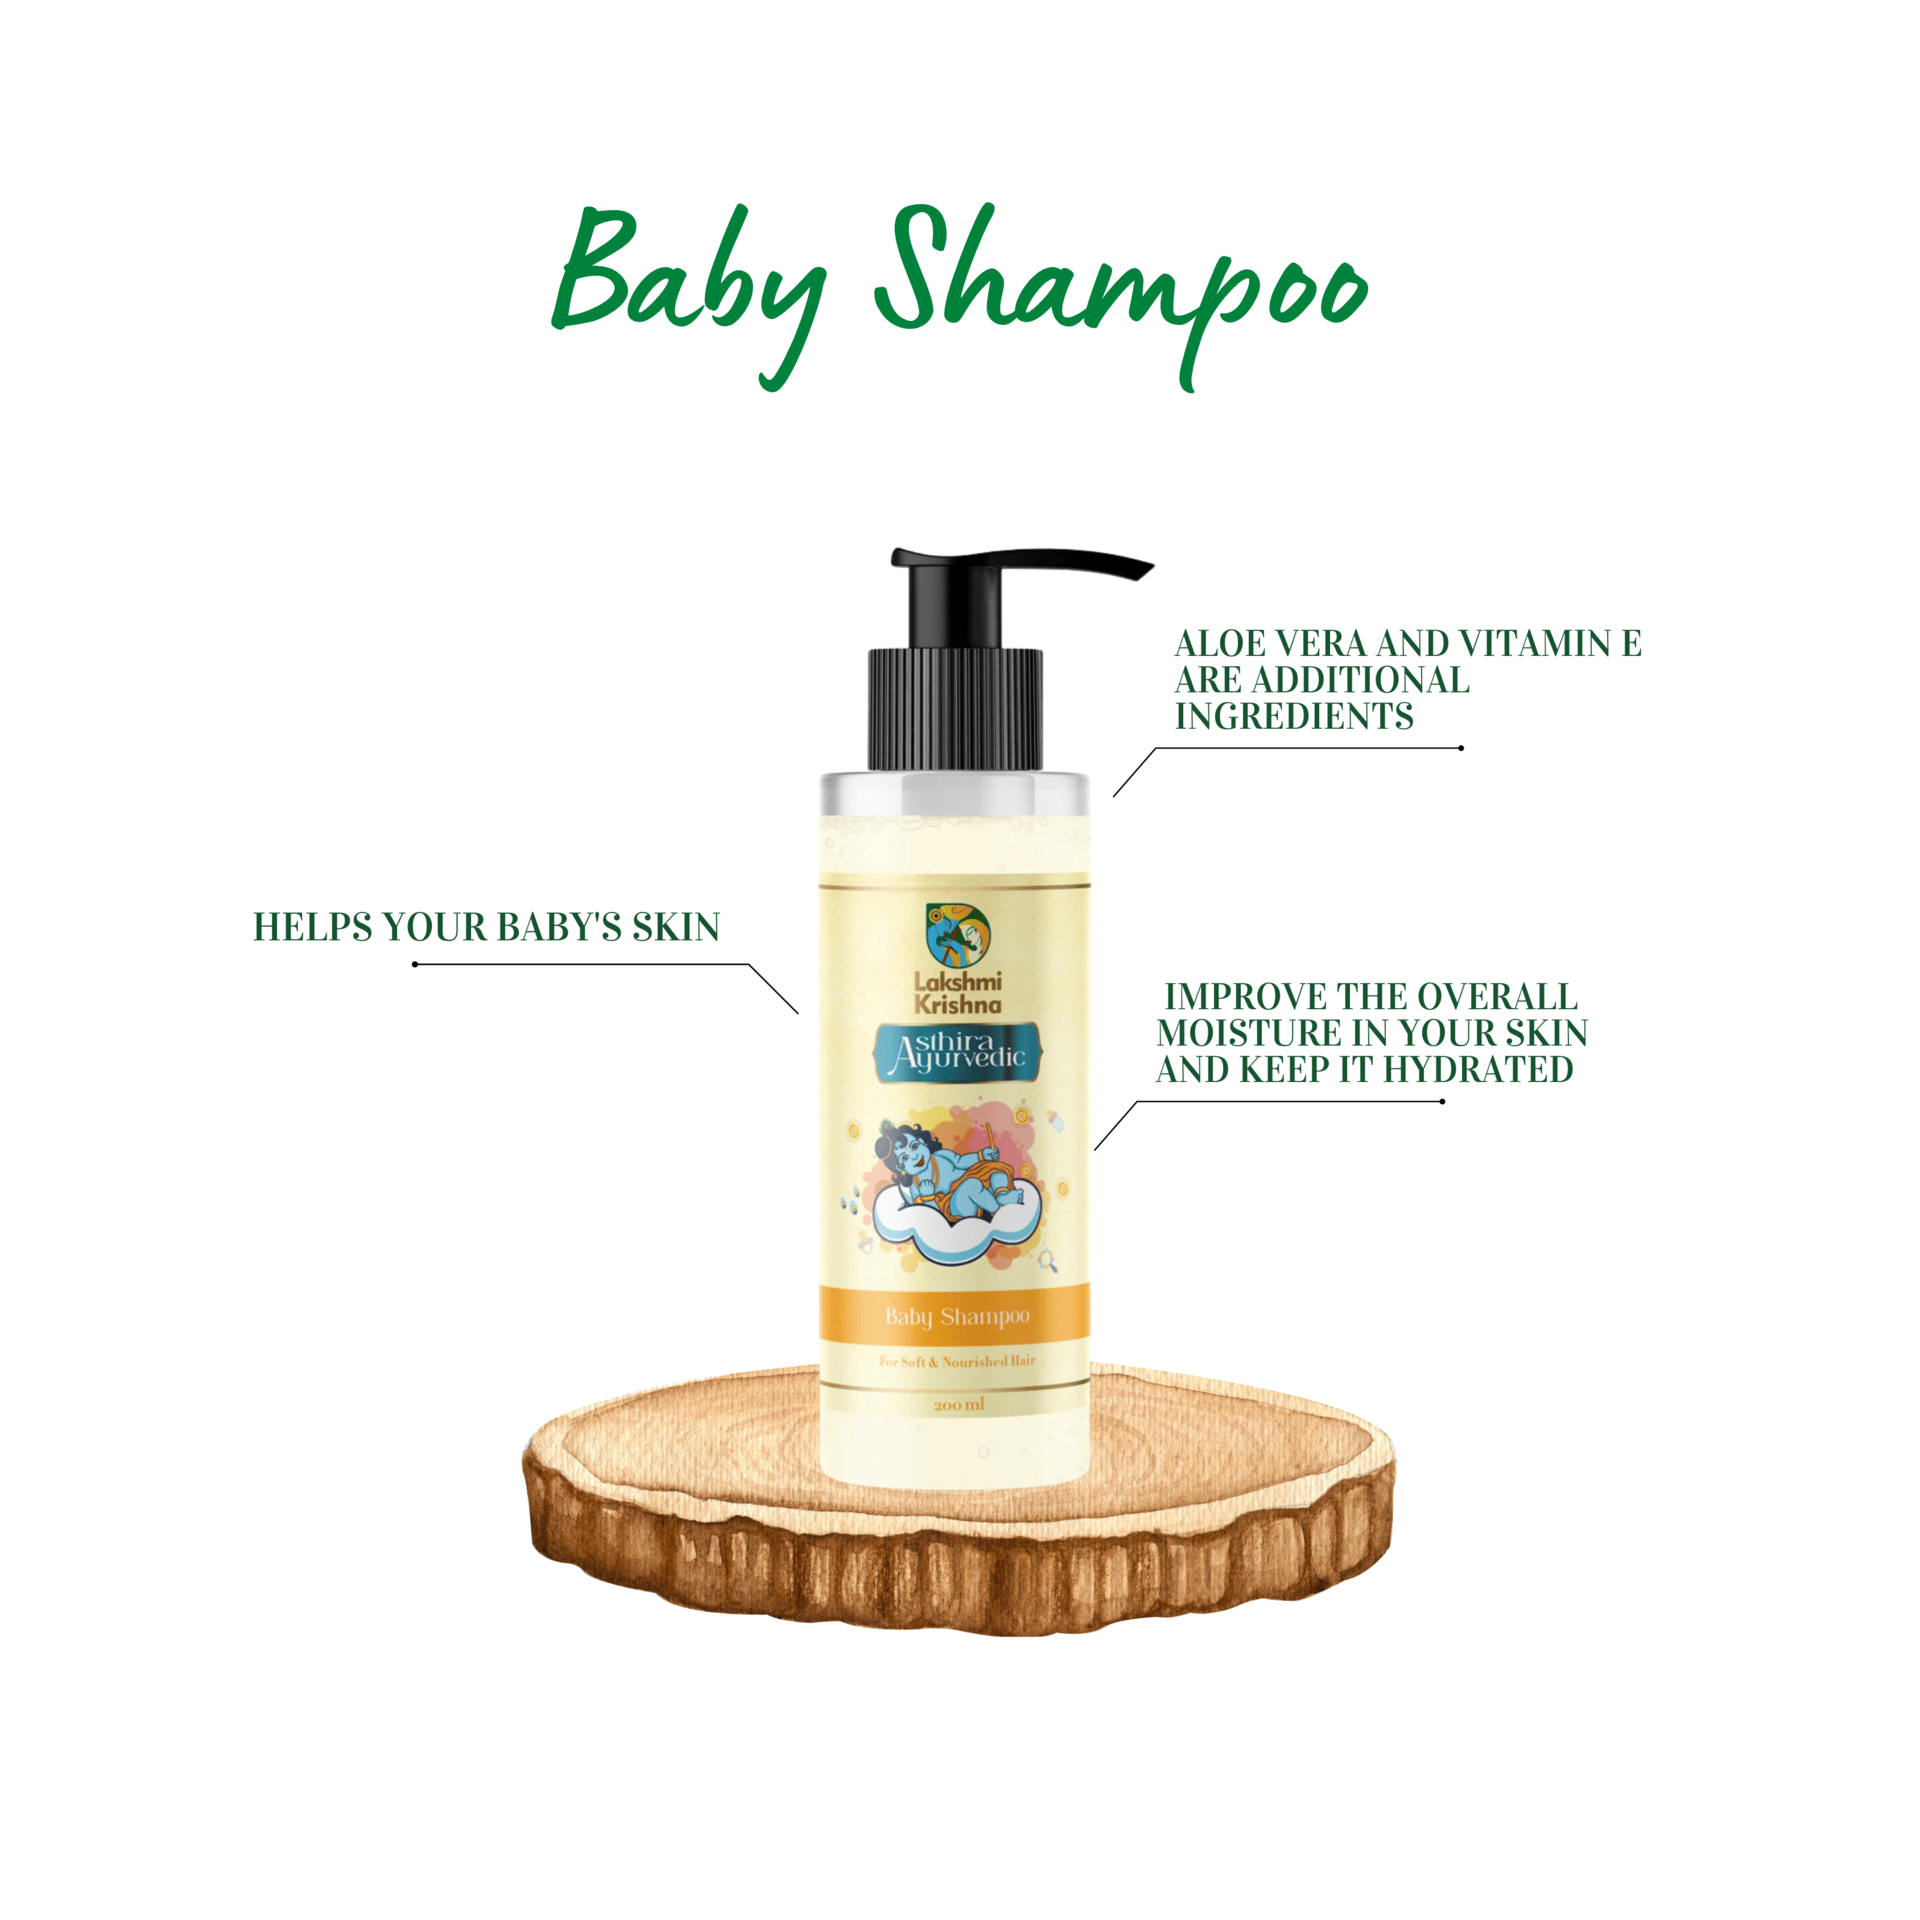 Baby Shampoo
ALOE VERA AND VITAMIN E
ARE ADDITIONAL
INGREDIENTS
HELPS YOUR BABY'S SKIN
IMPROVE THE OVERALL
MOISTURE IN YOUR SKIN
AND KEEP IT HYDRATED
Lakshmi
Krishna
Asthira
Ayurvedic
Baby Shampoo
For Soft & Nourished Hair
200 ml